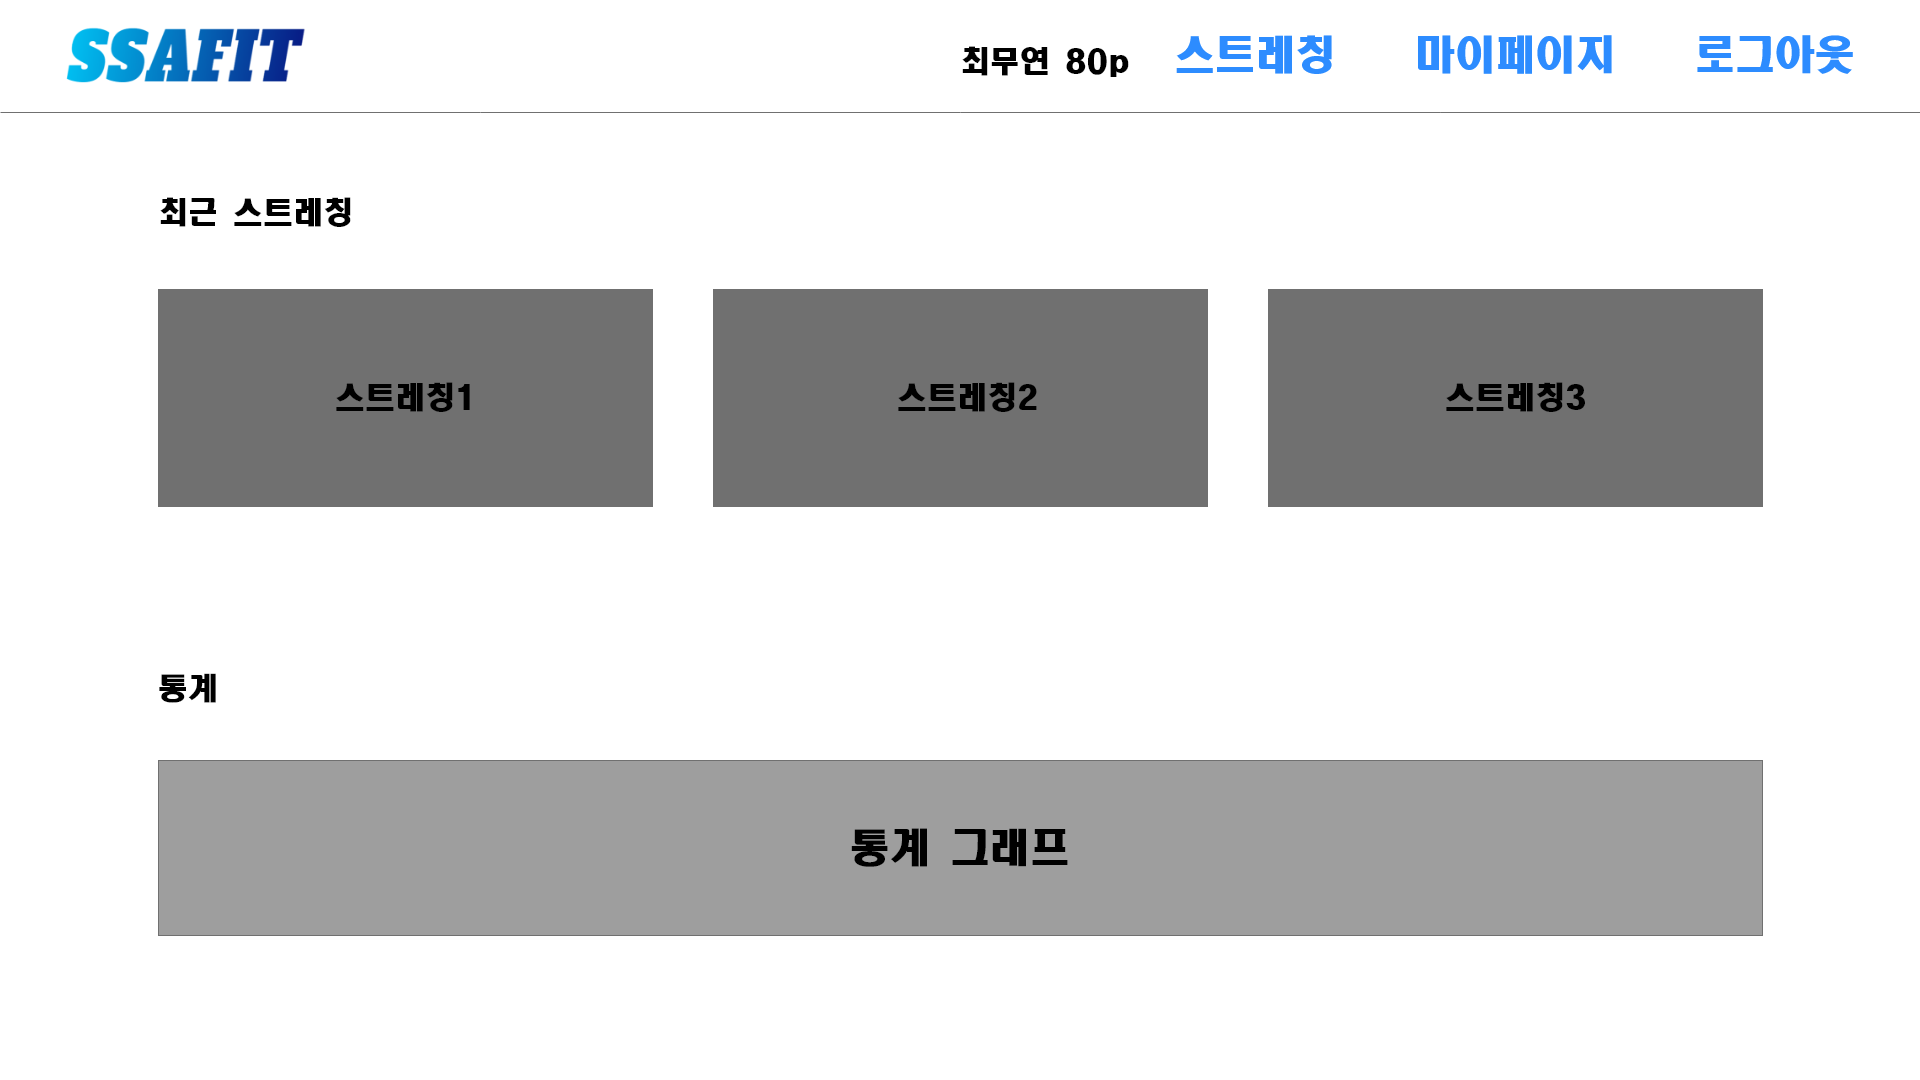 SSAFIT
최무연 80p
스트레칭
마이페이지
로그아웃
최근 스트레칭
스트레칭1
스트레칭2
스트레칭3
통계
통계 그래프